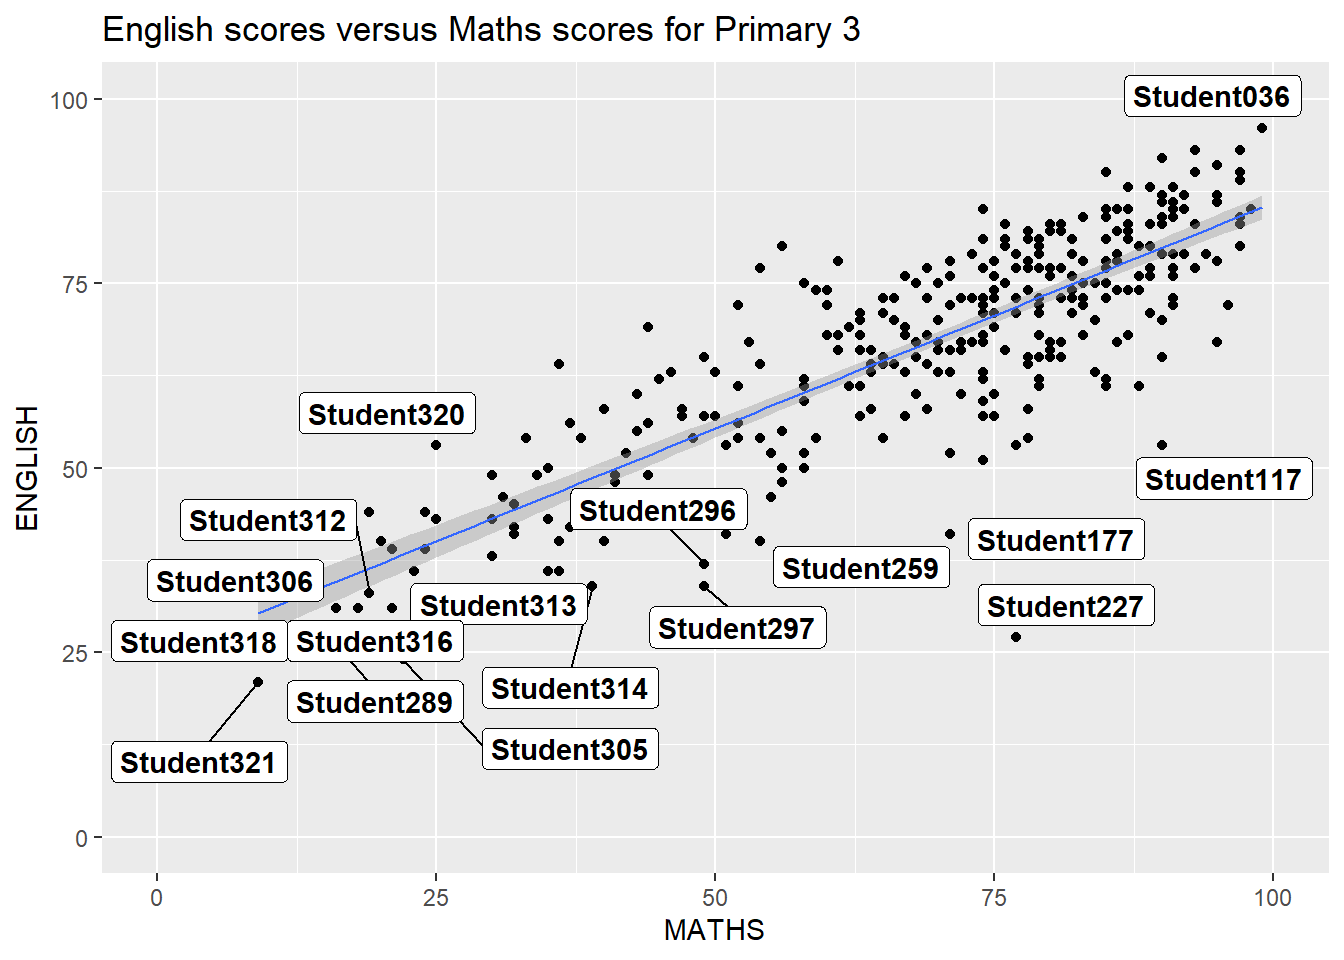 English scores versus Maths scores for Primary 3
ENGLISH
100
75
50
25
0
Student036
Student320
Student117
Student296
Student312
Student177
Student259
Student306
Student313
Student227
Student297
Student318
Student316
Student314
Student289
Student305
Student321
0
25
50
75
100
MATHS